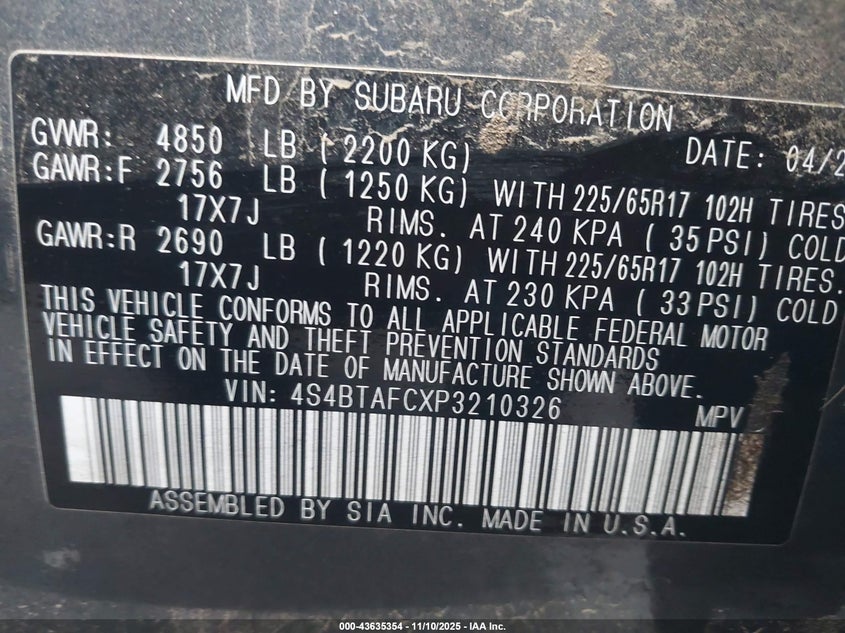 MFD BY SUBARU CORPORATION
GVWR: 4850 LB ( 2200 KG) DATE: 04/2
GAWR:F 2756 LB ( 1250 KG) WITH 225/65R17 102H TIRES
17X7J RIMS. AT 240 KPA ( 35 PSI) COLD
GAWR:R 2690 LB ( 1220 KG) WITH 225/65R17 102H TIRES.
17X7J RIMS. AT 230 KPA ( 33 PSI) COLD
THIS VEHICLE CONFORMS TO ALL APPLICABLE FEDERAL MOTOR
VEHICLE SAFETY AND THEFT PREVENTION STANDARDS
IN EFFECT ON THE DATE OF MANUFACTURE SHOWN ABOVE.
VIN: 4S4BTAFCXP3210326 MPV
ASSEMBLED BY SIA INC. MADE IN U.S.A.
000-43635354 - 11/10/2025 - IAA Inc.